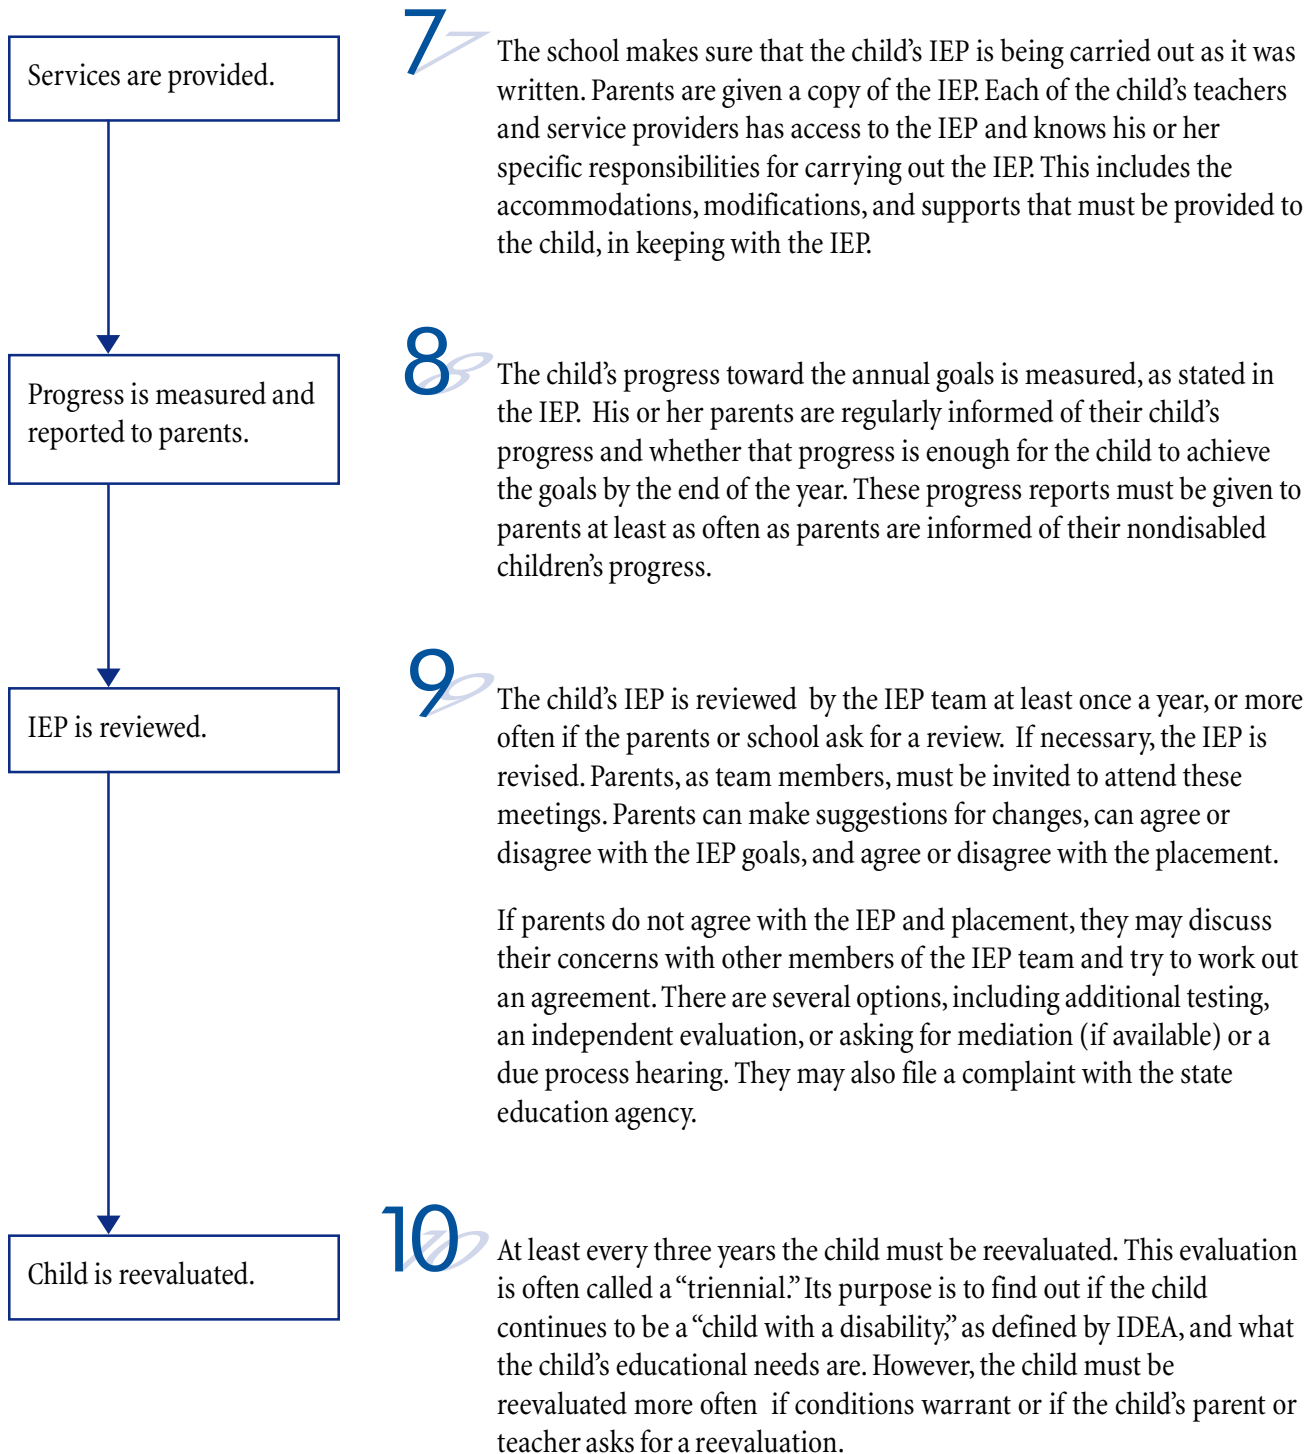 7
Services are provided.
The school makes sure that the child’s IEP is being carried out as it was
written. Parents are given a copy of the IEP. Each of the child’s teachers
and service providers has access to the IEP and knows his or her
specific responsibilities for carrying out the IEP. This includes the
accommodations, modifications, and supports that must be provided to
the child, in keeping with the IEP.
8
Progress is measured and
reported to parents.
The child’s progress toward the annual goals is measured, as stated in
the IEP. His or her parents are regularly informed of their child’s
progress and whether that progress is enough for the child to achieve
the goals by the end of the year. These progress reports must be given to
parents at least as often as parents are informed of their nondisabled
children’s progress.
9
IEP is reviewed.
The child’s IEP is reviewed by the IEP team at least once a year, or more
often if the parents or school ask for a review. If necessary, the IEP is
revised. Parents, as team members, must be invited to attend these
meetings. Parents can make suggestions for changes, can agree or
disagree with the IEP goals, and agree or disagree with the placement.
If parents do not agree with the IEP and placement, they may discuss
their concerns with other members of the IEP team and try to work out
an agreement. There are several options, including additional testing,
an independent evaluation, or asking for mediation (if available) or a
due process hearing. They may also file a complaint with the state
education agency.
10
Child is reevaluated.
At least every three years the child must be reevaluated. This evaluation
is often called a “triennial.” Its purpose is to find out if the child
continues to be a “child with a disability,” as defined by IDEA, and what
the child’s educational needs are. However, the child must be
reevaluated more often if conditions warrant or if the child’s parent or
teacher asks for a reevaluation.